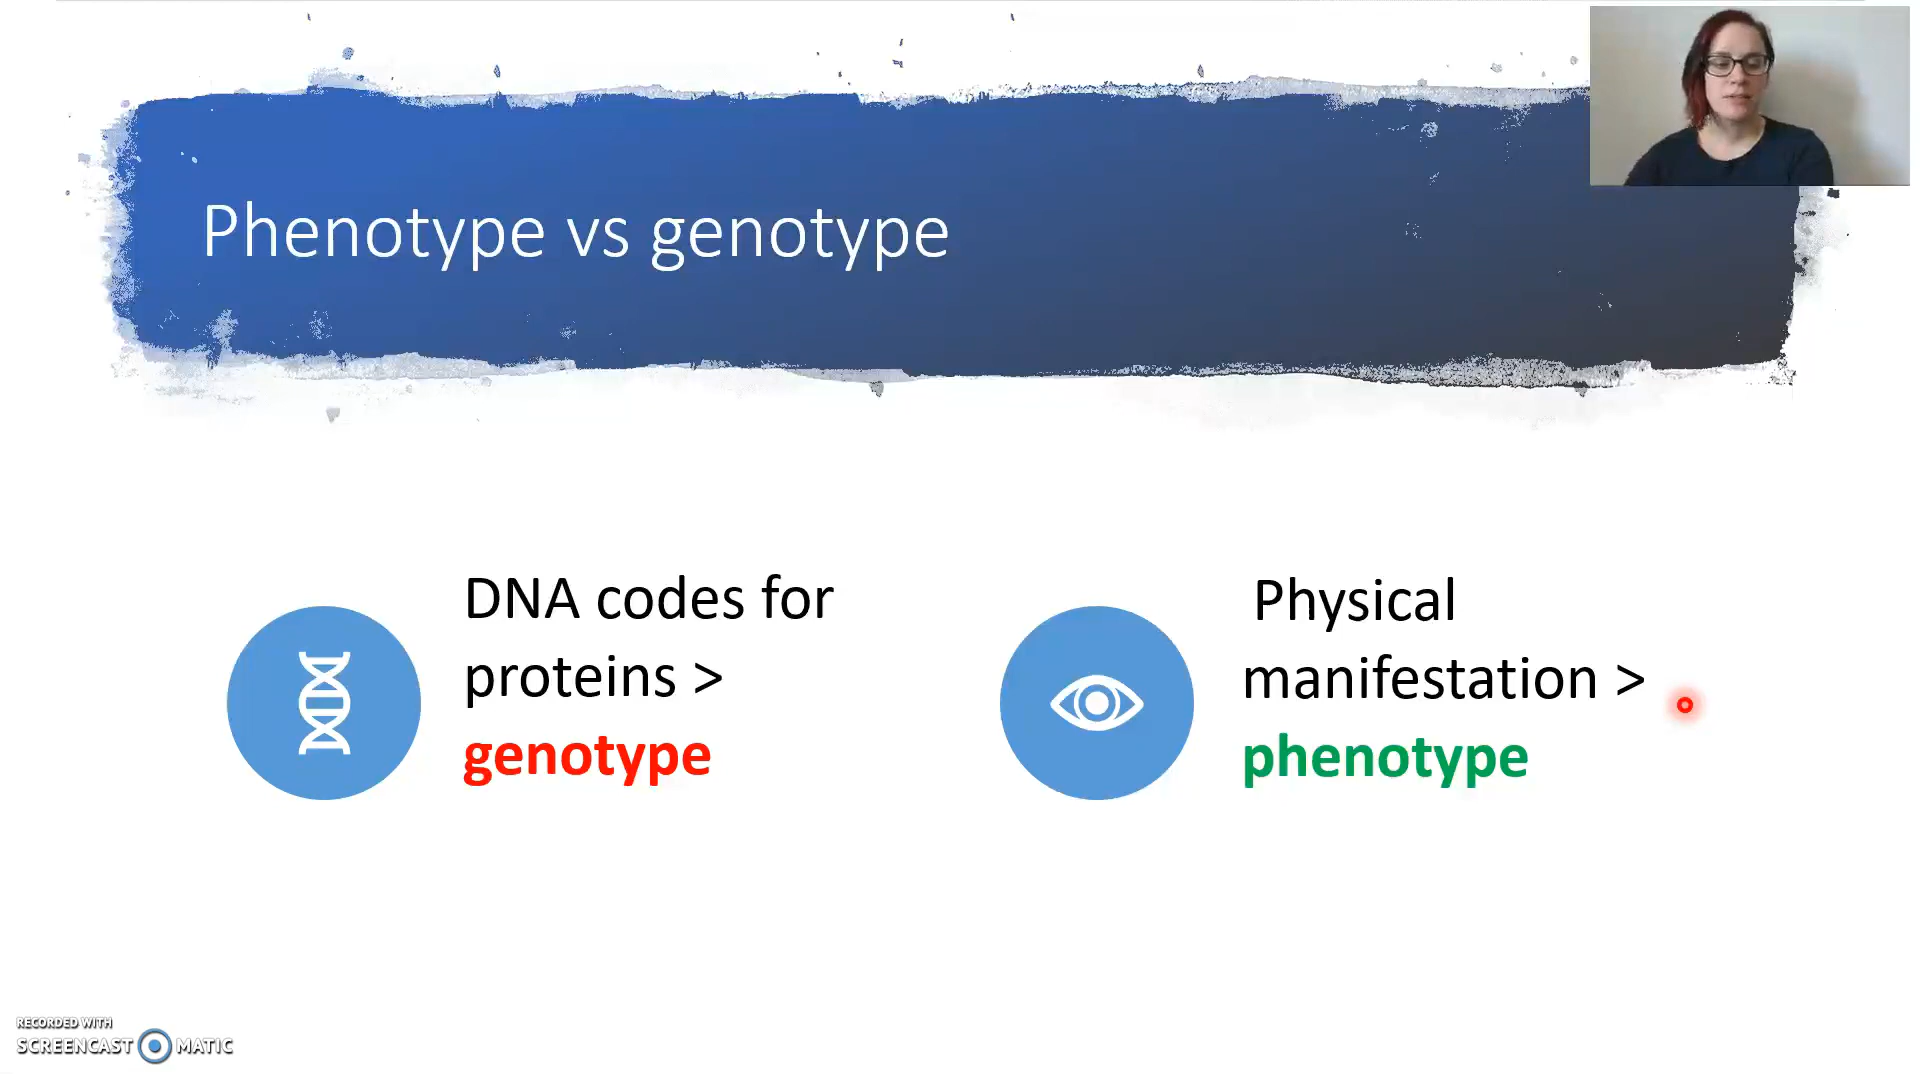 Phenotype vs genotype
DNA codes for
proteins >
genotype
Physical
manifestation >
phenotype
RECORDED WITH
SCREENCAST MATIC